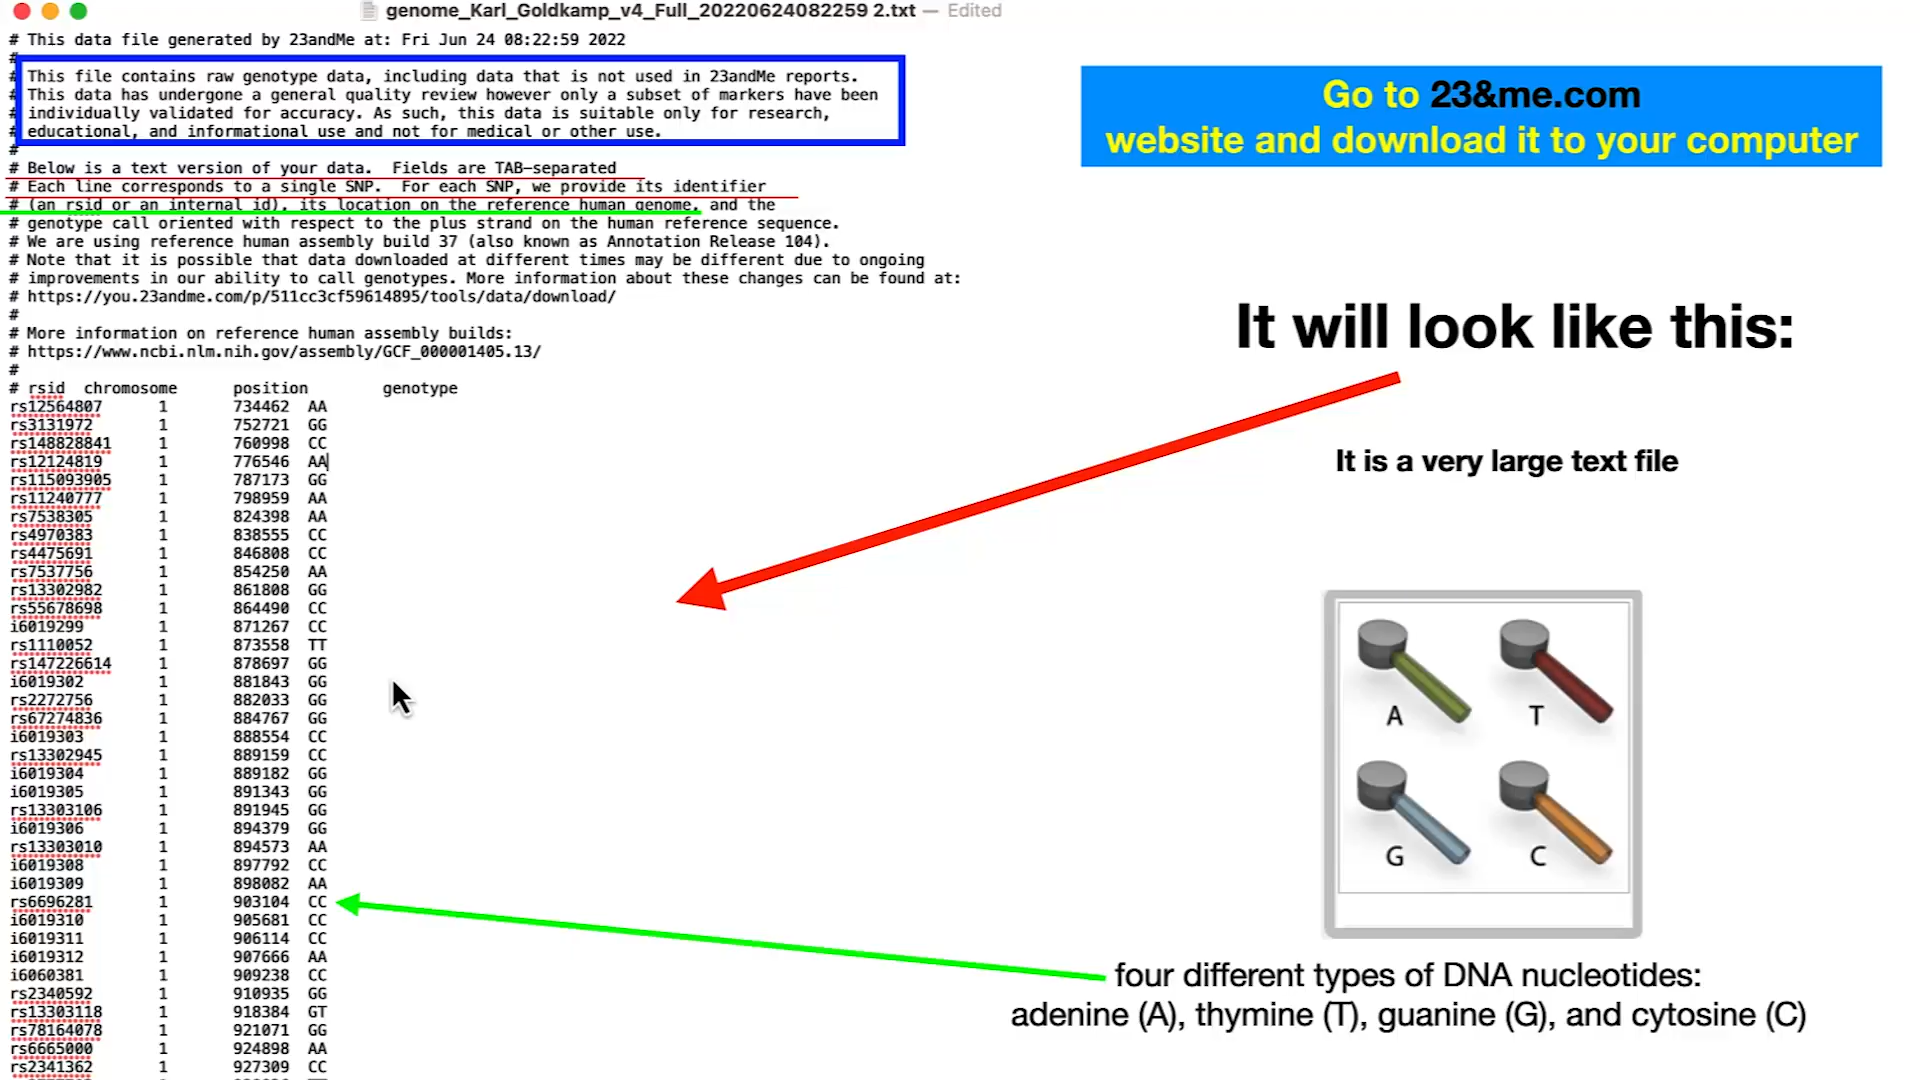 genome_Karl_Goldkamp_v4_Full_20220624082259 2.txt — Edited
# This data file generated by 23andMe at: Fri Jun 24 08:22:59 2022
#
# This file contains raw genotype data, including data that is not used in 23andMe reports.
# This data has undergone a general quality review however only a subset of markers have been
# individually validated for accuracy. As such, this data is suitable only for research,
# educational, and informational use and not for medical or other use.
#
# Below is a text version of your data.  Fields are TAB-separated
# Each line corresponds to a single SNP.  For each SNP, we provide its identifier
# (an rsid or an internal id), its location on the reference human genome, and the
# genotype call oriented with respect to the plus strand on the human reference sequence.
# We are using reference human assembly build 37 (also known as Annotation Release 104).
# Note that it is possible that data downloaded at different times may be different due to ongoing
# improvements in our ability to call genotypes. More information about these changes can be found at:
# https://you.23andme.com/p/511cc3cf59614895/tools/data/download/
#
# More information on reference human assembly builds:
# https://www.ncbi.nlm.nih.gov/assembly/GCF_000001405.13/
#
# rsid chromosome position genotype
rs12564807 1 734462 AA
rs3131972 1 752721 GG
rs148828841 1 760998 CC
rs12124819 1 776546 AA
rs115093905 1 787173 GG
rs11240777 1 798959 AA
rs7538305 1 824398 AA
rs4970383 1 838555 CC
rs4475691 1 846808 CC
rs7537756 1 854250 AA
rs13302982 1 861808 GG
rs55678698 1 864490 CC
i6019299 1 871267 CC
rs1110052 1 873558 TT
rs147226614 1 878697 GG
i6019302 1 881843 GG
rs2272756 1 882033 GG
rs67274836 1 884767 GG
i6019303 1 888554 CC
rs13302945 1 889159 CC
i6019304 1 889182 GG
i6019305 1 891343 GG
rs13303106 1 891945 GG
i6019306 1 894379 GG
rs13303010 1 894573 AA
i6019308 1 897792 CC
i6019309 1 898082 AA
rs6696281 1 903104 CC
i6019310 1 905681 CC
i6019311 1 906114 CC
i6019312 1 907666 AA
i6060381 1 909238 CC
rs2340592 1 910935 GG
rs13303118 1 918384 GT
rs78164078 1 921071 GG
rs6665000 1 924898 AA
rs2341362 1 927309 CC
Go to 23&me.com
website and download it to your computer
It will look like this:
It is a very large text file
A T
G C
four different types of DNA nucleotides:
adenine (A), thymine (T), guanine (G), and cytosine (C)